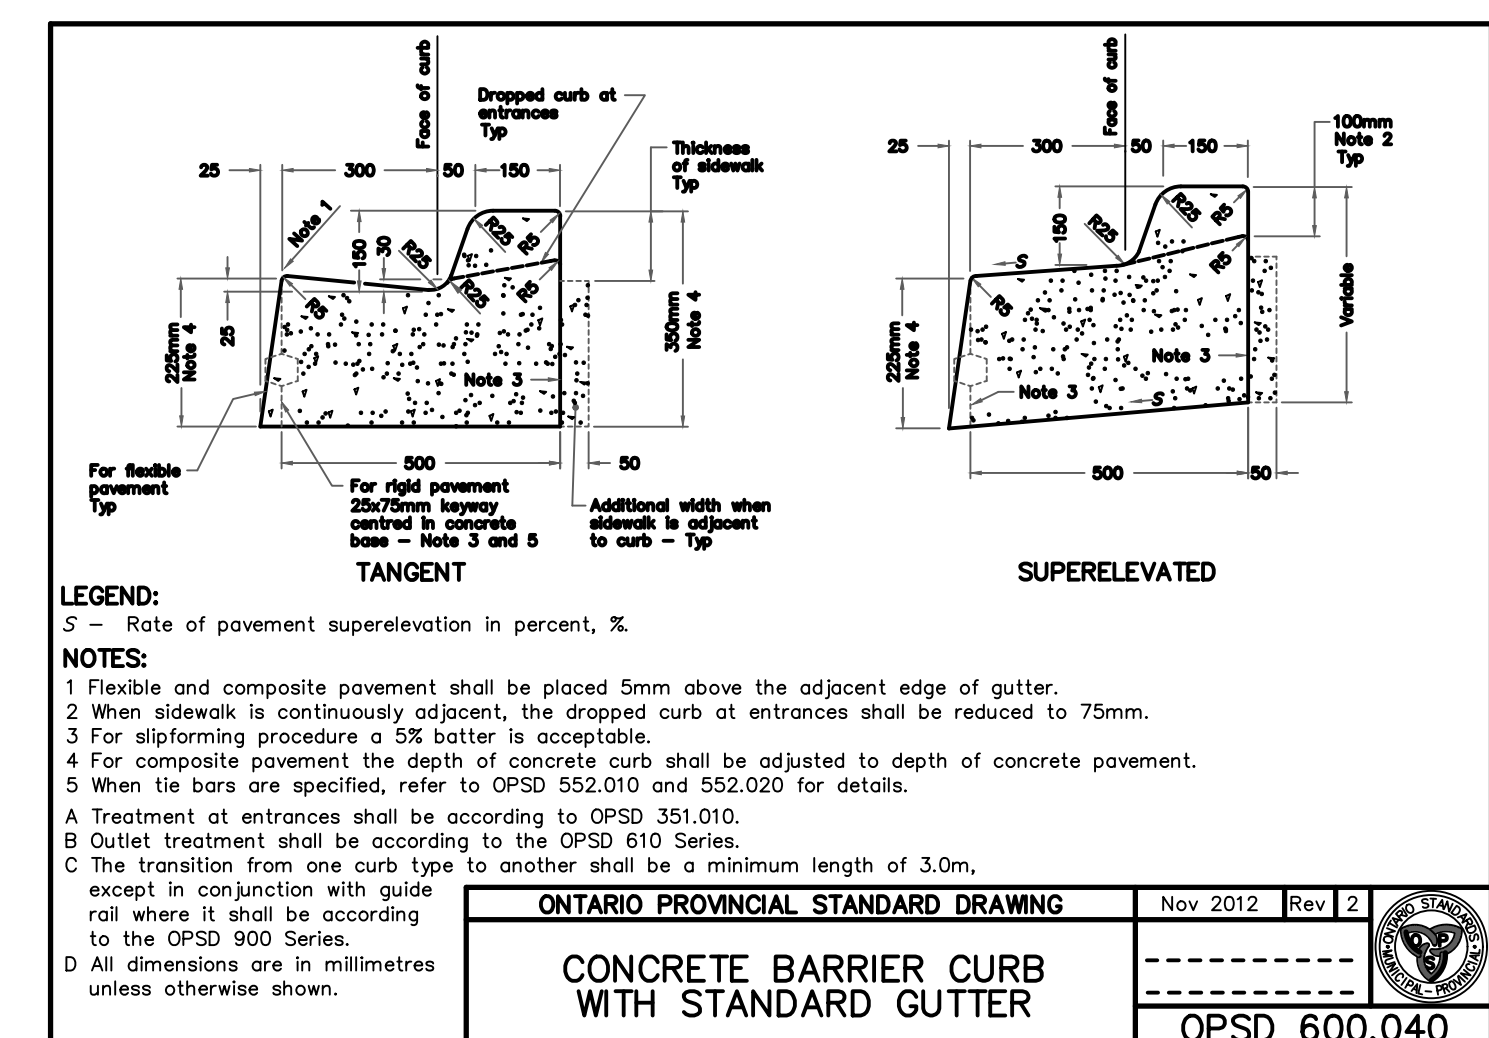 Face of curb
Dropped curb at
entrances
Typ
Thickness
of sidewalk
Typ
25
300
50
150
Note 1
150
30
R25
R25
R5
R25
R5
R5
225mm
Note 4
25
350mm
Note 4
Note 3
500
50
For flexible
pavement
Typ
For rigid pavement
25x75mm keyway
centred in concrete
base – Note 3 and 5
Additional width when
sidewalk is adjacent
to curb – Typ
TANGENT
Face of curb
100mm
Note 2
Typ
25
300
50
150
150
R25
R25
R5
R5
S
R5
225mm
Note 4
Variable
Note 3
Note 3
S
500
50
SUPERELEVATED
LEGEND:
S – Rate of pavement superelevation in percent, %.
NOTES:
1 Flexible and composite pavement shall be placed 5mm above the adjacent edge of gutter.
2 When sidewalk is continuously adjacent, the dropped curb at entrances shall be reduced to 75mm.
3 For slipforming procedure a 5% batter is acceptable.
4 For composite pavement the depth of concrete curb shall be adjusted to depth of concrete pavement.
5 When tie bars are specified, refer to OPSD 552.010 and 552.020 for details.
A Treatment at entrances shall be according to OPSD 351.010.
B Outlet treatment shall be according to the OPSD 610 Series.
C The transition from one curb type to another shall be a minimum length of 3.0m,
except in conjunction with guide
rail where it shall be according
to the OPSD 900 Series.
D All dimensions are in millimetres
unless otherwise shown.
ONTARIO PROVINCIAL STANDARD DRAWING
Nov 2012 Rev 2
CONCRETE BARRIER CURB
WITH STANDARD GUTTER
ONTARIO STANDARDS
MUNICIPAL – PROVINCIAL
OPS
OPSD 600.040